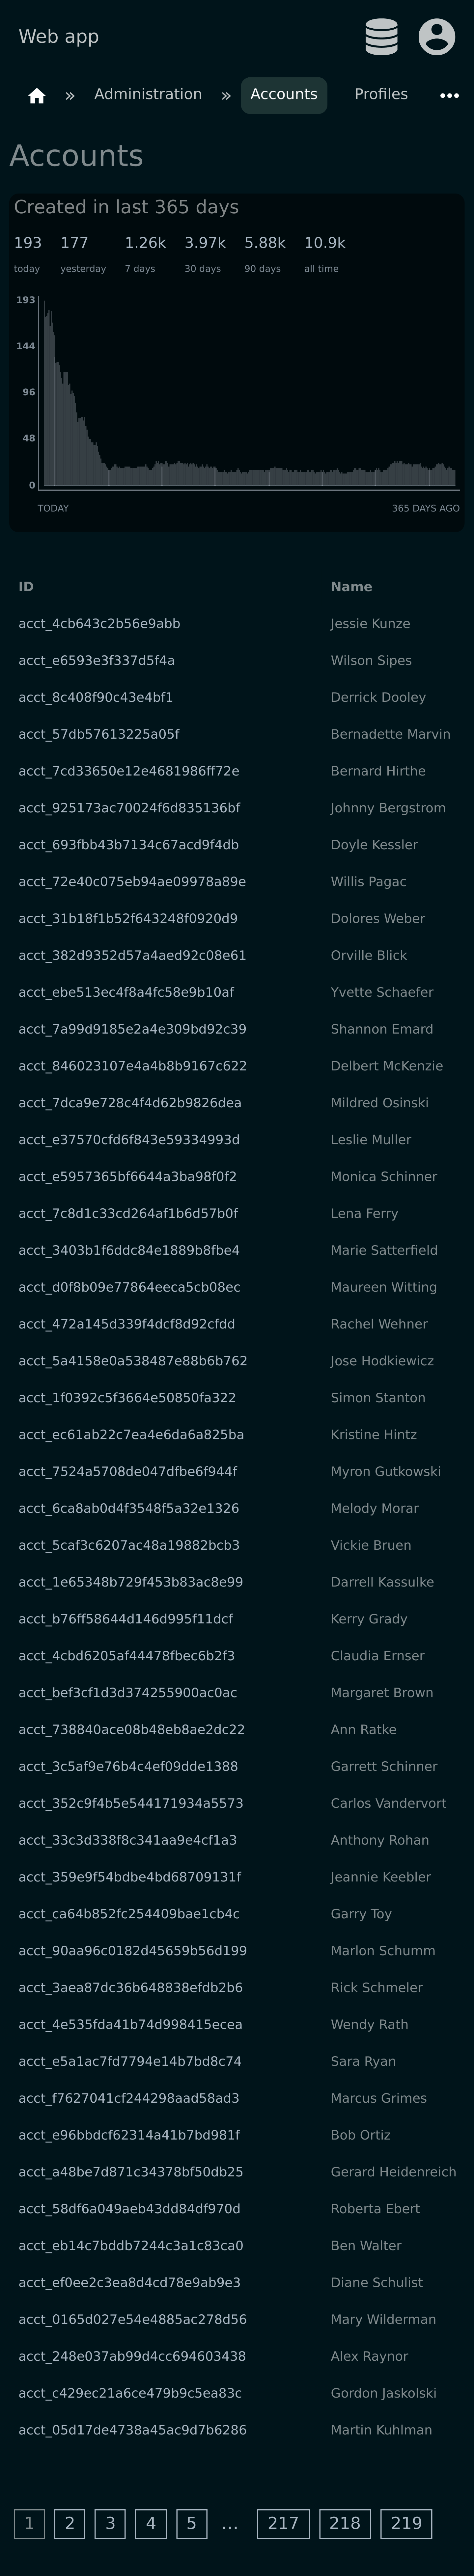 Web app
» Administration » Accounts Profiles
Accounts
Created in last 365 days
193 177 1.26k 3.97k 5.88k 10.9k
today yesterday 7 days 30 days 90 days all time
193
144
96
48
0
TODAY 365 DAYS AGO
ID Name
acct_4cb643c2b56e9abb Jessie Kunze
acct_e6593e3f337d5f4a Wilson Sipes
acct_8c408f90c43e4bf1 Derrick Dooley
acct_57db57613225a05f Bernadette Marvin
acct_7cd33650e12e4681986ff72e Bernard Hirthe
acct_925173ac70024f6d835136bf Johnny Bergstrom
acct_693fbb43b7134c67acd9f4db Doyle Kessler
acct_72e40c075eb94ae09978a89e Willis Pagac
acct_31b18f1b52f643248f0920d9 Dolores Weber
acct_382d9352d57a4aed92c08e61 Orville Blick
acct_ebe513ec4f8a4fc58e9b10af Yvette Schaefer
acct_7a99d9185e2a4e309bd92c39 Shannon Emard
acct_846023107e4a4b8b9167c622 Delbert McKenzie
acct_7dca9e728c4f4d62b9826dea Mildred Osinski
acct_e37570cfd6f843e59334993d Leslie Muller
acct_e5957365bf6644a3ba98f0f2 Monica Schinner
acct_7c8d1c33cd264af1b6d57b0f Lena Ferry
acct_3403b1f6ddc84e1889b8fbe4 Marie Satterfield
acct_d0f8b09e77864eeca5cb08ec Maureen Witting
acct_472a145d339f4dcf8d92cfdd Rachel Wehner
acct_5a4158e0a538487e88b6b762 Jose Hodkiewicz
acct_1f0392c5f3664e50850fa322 Simon Stanton
acct_ec61ab22c7ea4e6da6a825ba Kristine Hintz
acct_7524a5708de047dfbe6f944f Myron Gutkowski
acct_6ca8ab0d4f3548f5a32e1326 Melody Morar
acct_5caf3c6207ac48a19882bcb3 Vickie Bruen
acct_1e65348b729f453b83ac8e99 Darrell Kassulke
acct_b76ff58644d146d995f11dcf Kerry Grady
acct_4cbd6205af44478fbec6b2f3 Claudia Ernser
acct_bef3cf1d3d374255900ac0ac Margaret Brown
acct_738840ace08b48eb8ae2dc22 Ann Ratke
acct_3c5af9e76b4c4ef09dde1388 Garrett Schinner
acct_352c9f4b5e544171934a5573 Carlos Vandervort
acct_33c3d338f8c341aa9e4cf1a3 Anthony Rohan
acct_359e9f54bdbe4bd68709131f Jeannie Keebler
acct_ca64b852fc254409bae1cb4c Garry Toy
acct_90aa96c0182d45659b56d199 Marlon Schumm
acct_3aea87dc36b648838efdb2b6 Rick Schmeler
acct_4e535fda41b74d998415ecea Wendy Rath
acct_e5a1ac7fd7794e14b7bd8c74 Sara Ryan
acct_f7627041cf244298aad58ad3 Marcus Grimes
acct_e96bbdcf62314a41b7bd981f Bob Ortiz
acct_a48be7d871c34378bf50db25 Gerard Heidenreich
acct_58df6a049aeb43dd84df970d Roberta Ebert
acct_eb14c7bddb7244c3a1c83ca0 Ben Walter
acct_ef0ee2c3ea8d4cd78e9ab9e3 Diane Schulist
acct_0165d027e54e4885ac278d56 Mary Wilderman
acct_248e037ab99d4cc694603438 Alex Raynor
acct_c429ec21a6ce479b9c5ea83c Gordon Jaskolski
acct_05d17de4738a45ac9d7b6286 Martin Kuhlman
1 2 3 4 5 … 217 218 219